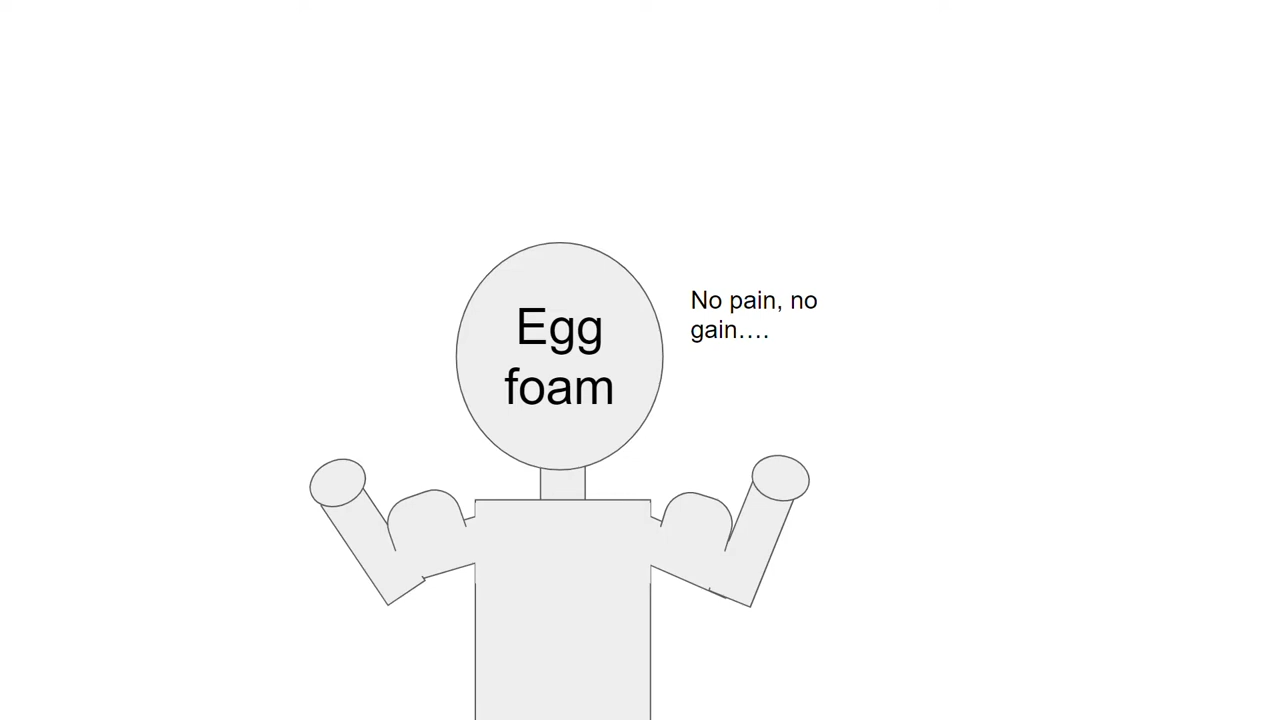 Egg
foam
No pain, no
gain….